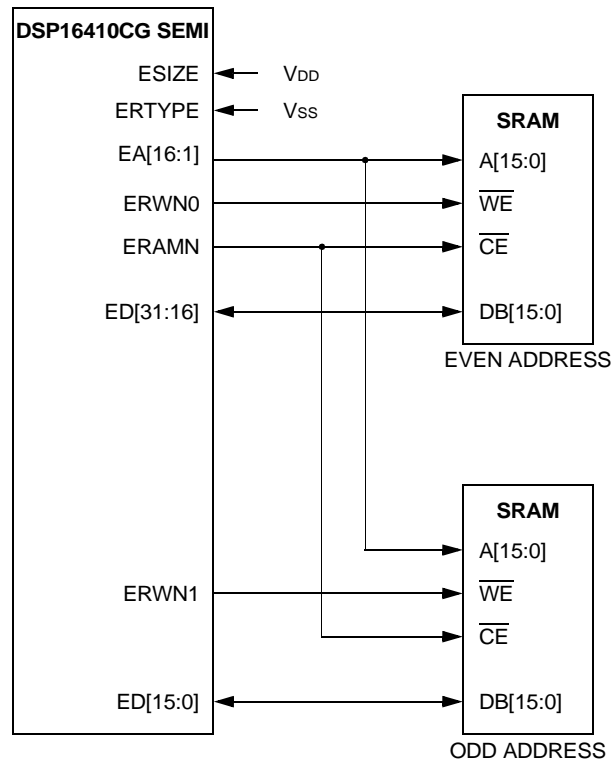 DSP16410CG SEMI
ESIZE
VDD
ERTYPE
VSS
SRAM
EA[16:1]
A[15:0]
ERWN0
WE
ERAMN
CE
ED[31:16]
DB[15:0]
EVEN ADDRESS
SRAM
A[15:0]
ERWN1
WE
CE
ED[15:0]
DB[15:0]
ODD ADDRESS